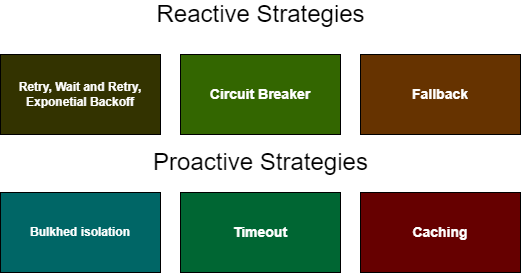 Reactive Strategies
Retry, Wait and Retry,
Exponetial Backoff
Circuit Breaker
Fallback
Proactive Strategies
Bulkhed isolation
Timeout
Caching